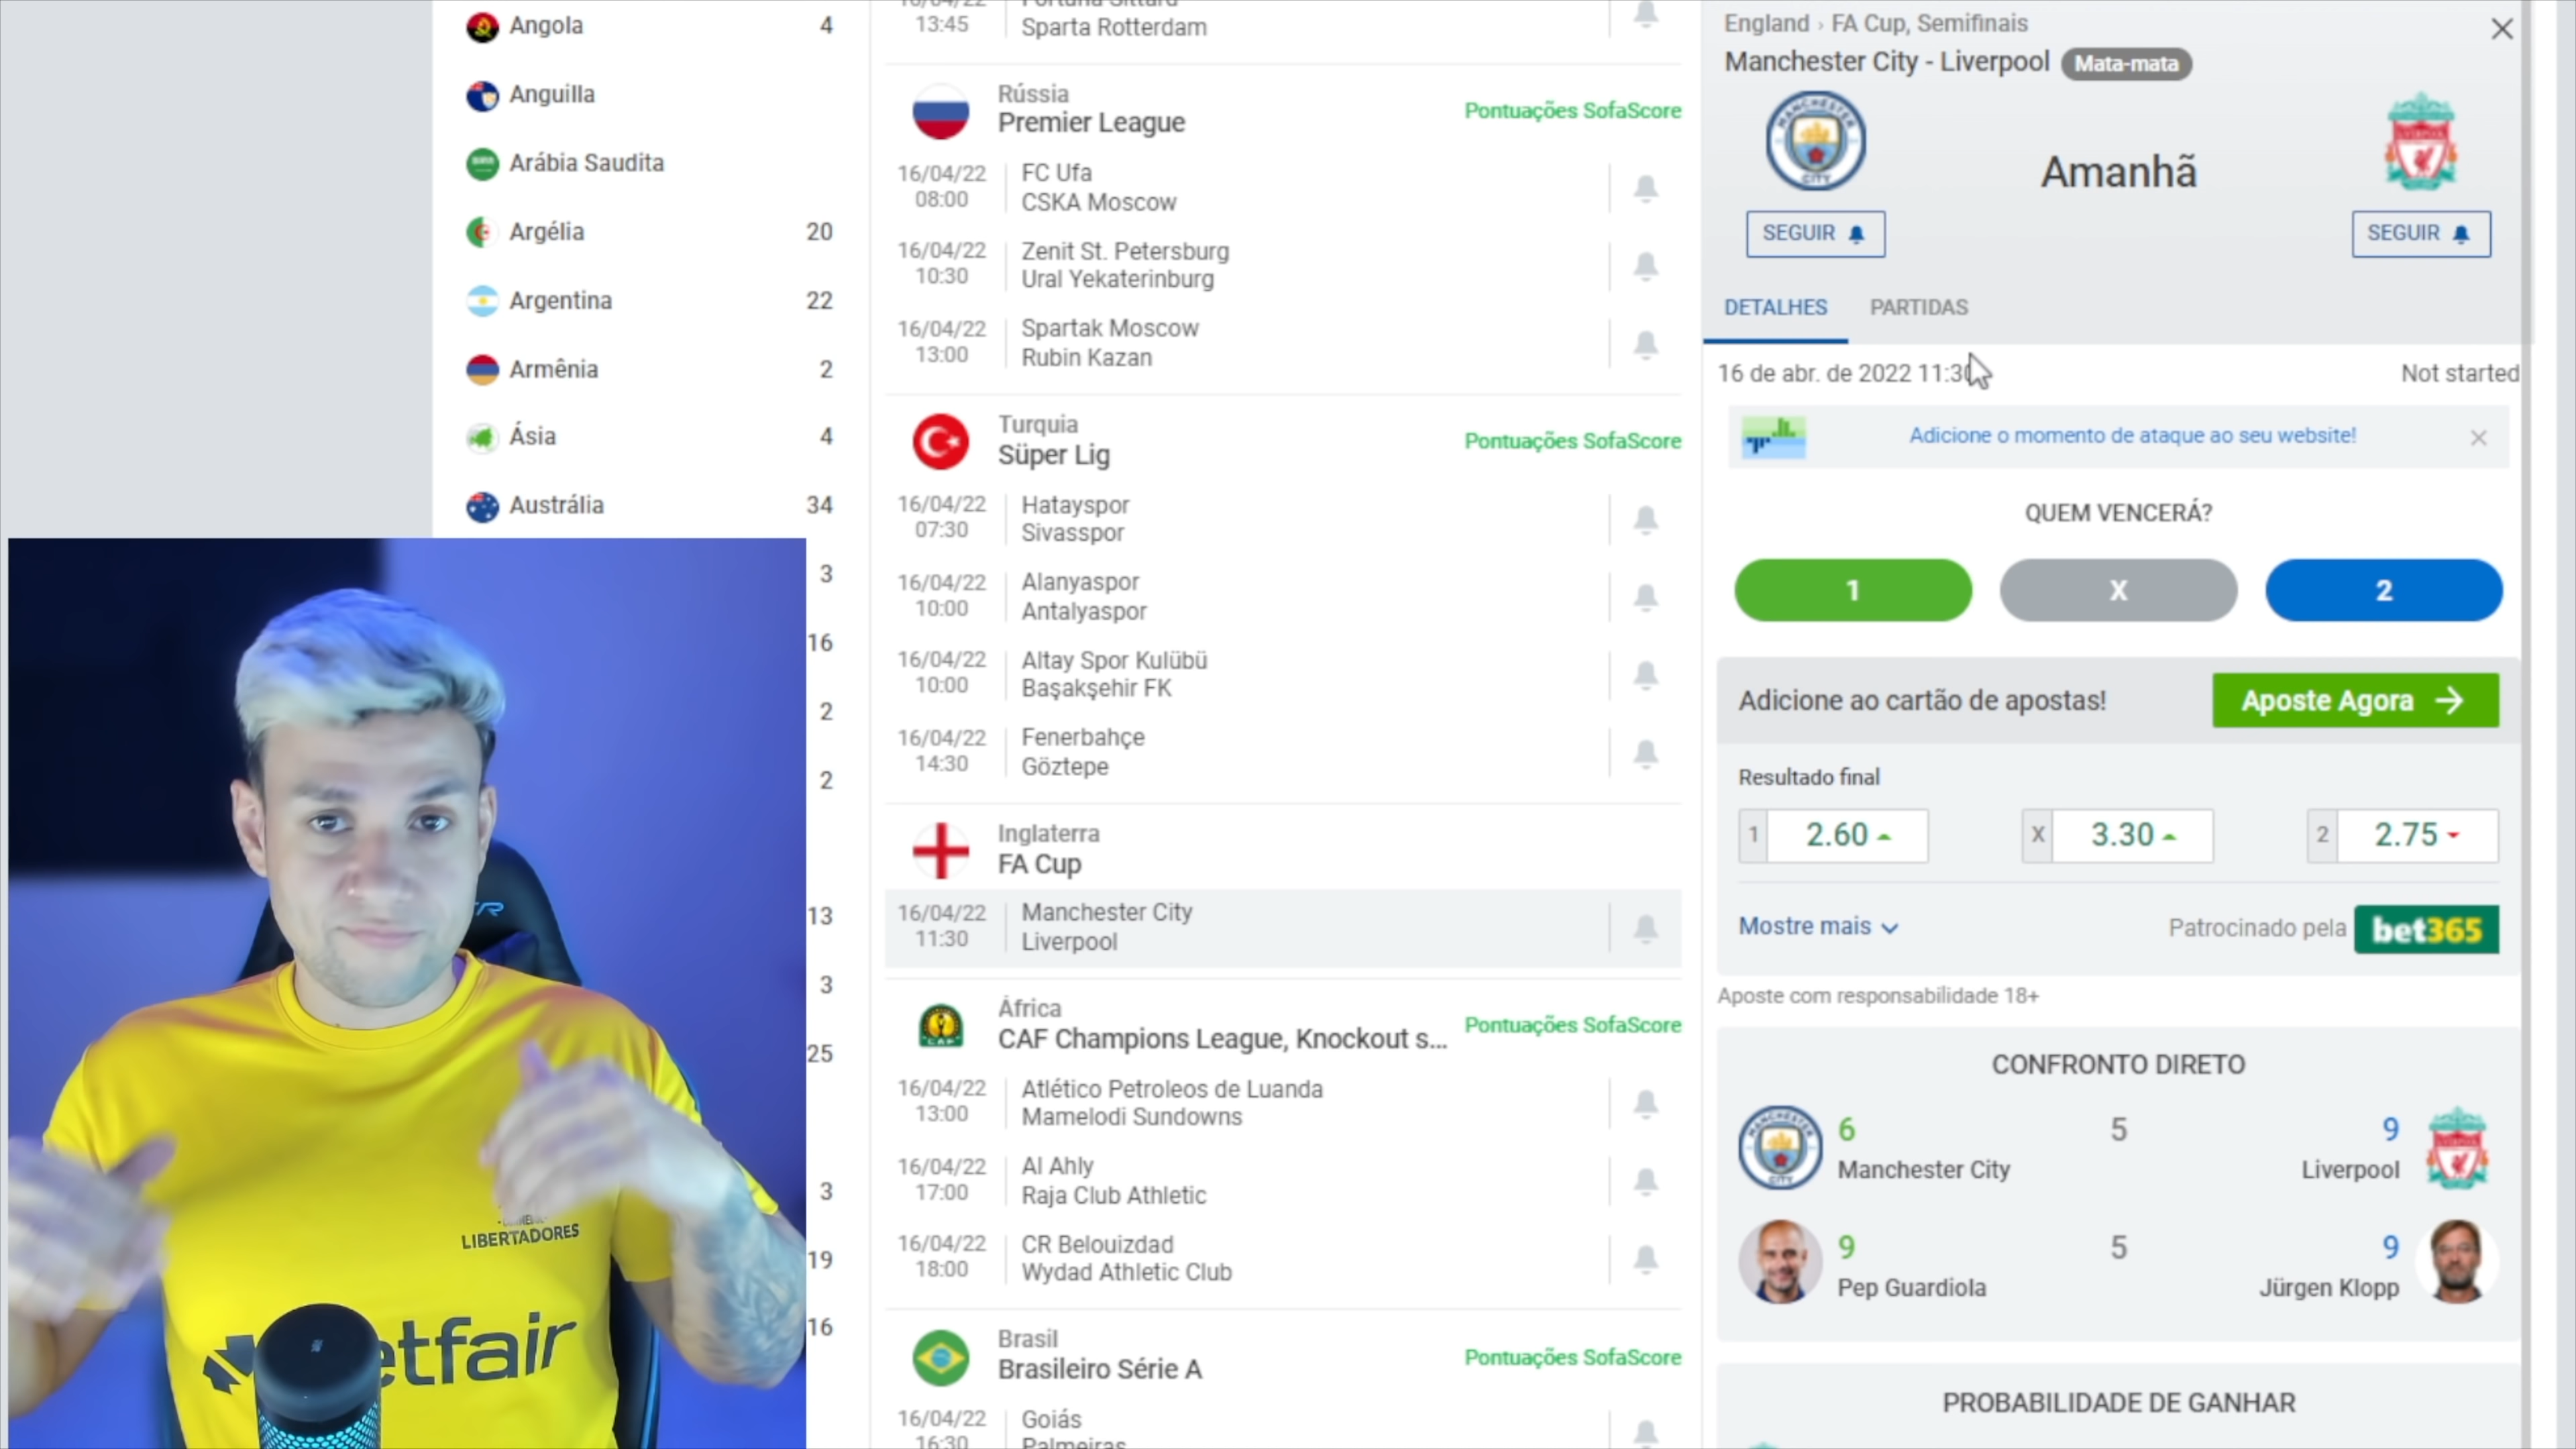 Angola 4
Anguilla
Arábia Saudita
Argélia 20
Argentina 22
Armênia 2
Ásia 4
Austrália 34
3
16
2
2
13
3
25
3
19
16
LIBERTADORES
etfair
13:45
Sparta Rotterdam
Rússia
Premier League
Pontuações SofaScore
16/04/22
08:00
FC Ufa
CSKA Moscow
16/04/22
10:30
Zenit St. Petersburg
Ural Yekaterinburg
16/04/22
13:00
Spartak Moscow
Rubin Kazan
Turquia
Süper Lig
Pontuações SofaScore
16/04/22
07:30
Hatayspor
Sivasspor
16/04/22
10:00
Alanyaspor
Antalyaspor
16/04/22
10:00
Altay Spor Kulübü
Başakşehir FK
16/04/22
14:30
Fenerbahçe
Göztepe
Inglaterra
FA Cup
16/04/22
11:30
Manchester City
Liverpool
África
CAF Champions League, Knockout s...
Pontuações SofaScore
16/04/22
13:00
Atlético Petroleos de Luanda
Mamelodi Sundowns
16/04/22
17:00
Al Ahly
Raja Club Athletic
16/04/22
18:00
CR Belouizdad
Wydad Athletic Club
Brasil
Brasileiro Série A
Pontuações SofaScore
16/04/22
16:30
Goiás
Palmeiras
England › FA Cup, Semifinais
Manchester City - Liverpool Mata-mata
MANCHESTER CITY
Amanhã
SEGUIR
SEGUIR
DETALHES PARTIDAS
16 de abr. de 2022 11:30 Not started
Adicione o momento de ataque ao seu website!
QUEM VENCERÁ?
1 X 2
Adicione ao cartão de apostas! Aposte Agora →
Resultado final
1 2.60 X 3.30 2 2.75
Mostre mais Patrocinado pela bet365
Aposte com responsabilidade 18+
CONFRONTO DIRETO
6 5 9
Manchester City Liverpool
9 5 9
Pep Guardiola Jürgen Klopp
PROBABILIDADE DE GANHAR